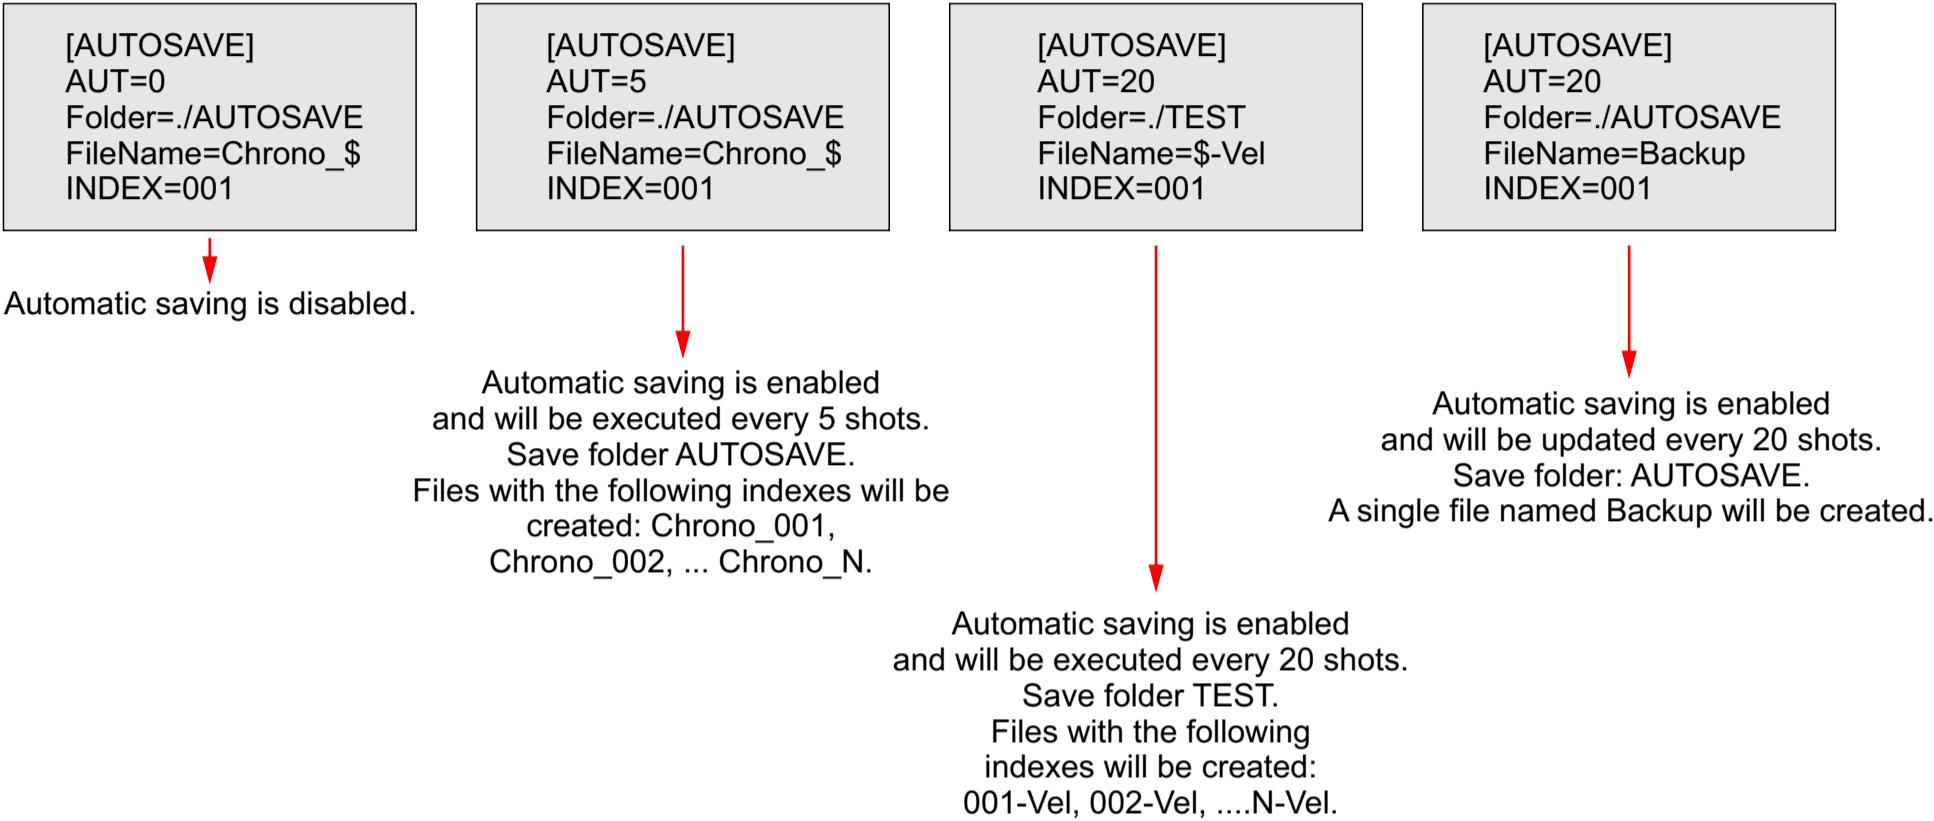 [AUTOSAVE]
AUT=0
Folder=./AUTOSAVE
FileName=Chrono_$
INDEX=001
Automatic saving is disabled.
[AUTOSAVE]
AUT=5
Folder=./AUTOSAVE
FileName=Chrono_$
INDEX=001
Automatic saving is enabled
and will be executed every 5 shots.
Save folder AUTOSAVE.
Files with the following indexes will be
created: Chrono_001,
Chrono_002, ... Chrono_N.
[AUTOSAVE]
AUT=20
Folder=./TEST
FileName=$-Vel
INDEX=001
Automatic saving is enabled
and will be executed every 20 shots.
Save folder TEST.
Files with the following
indexes will be created:
001-Vel, 002-Vel, ....N-Vel.
[AUTOSAVE]
AUT=20
Folder=./AUTOSAVE
FileName=Backup
INDEX=001
Automatic saving is enabled
and will be updated every 20 shots.
Save folder: AUTOSAVE.
A single file named Backup will be created.